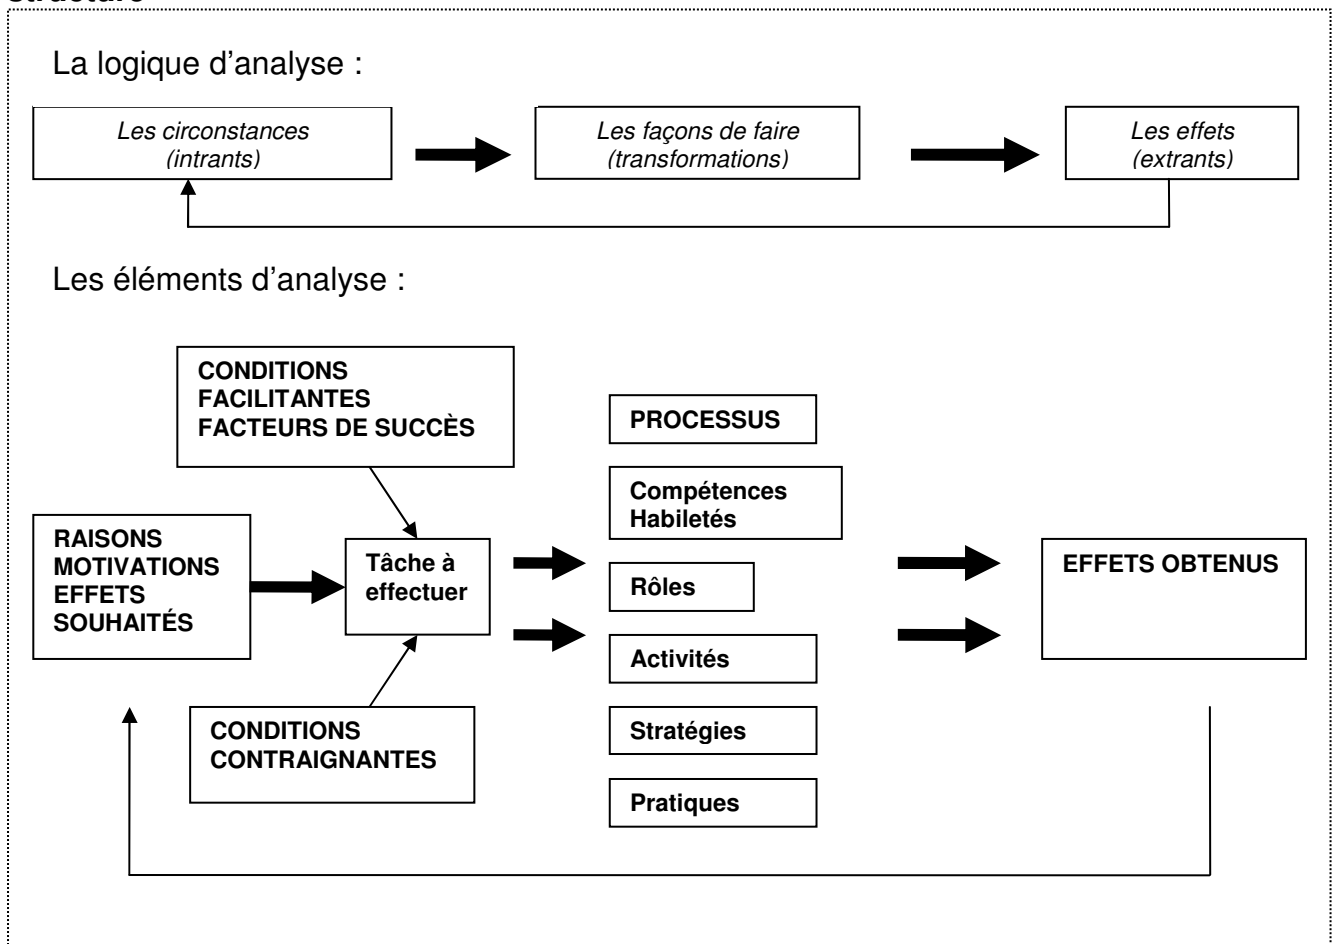 structure
La logique d'analyse :
Les circonstances
(intrants)
Les façons de faire
(transformations)
Les effets
(extrants)
Les éléments d'analyse :
CONDITIONS
FACILITANTES
FACTEURS DE SUCCÈS
RAISONS
MOTIVATIONS
EFFETS
SOUHAITÉS
Tâche à
effectuer
CONDITIONS
CONTRAIGNANTES
PROCESSUS
Compétences
Habiletés
Rôles
Activités
Stratégies
Pratiques
EFFETS OBTENUS